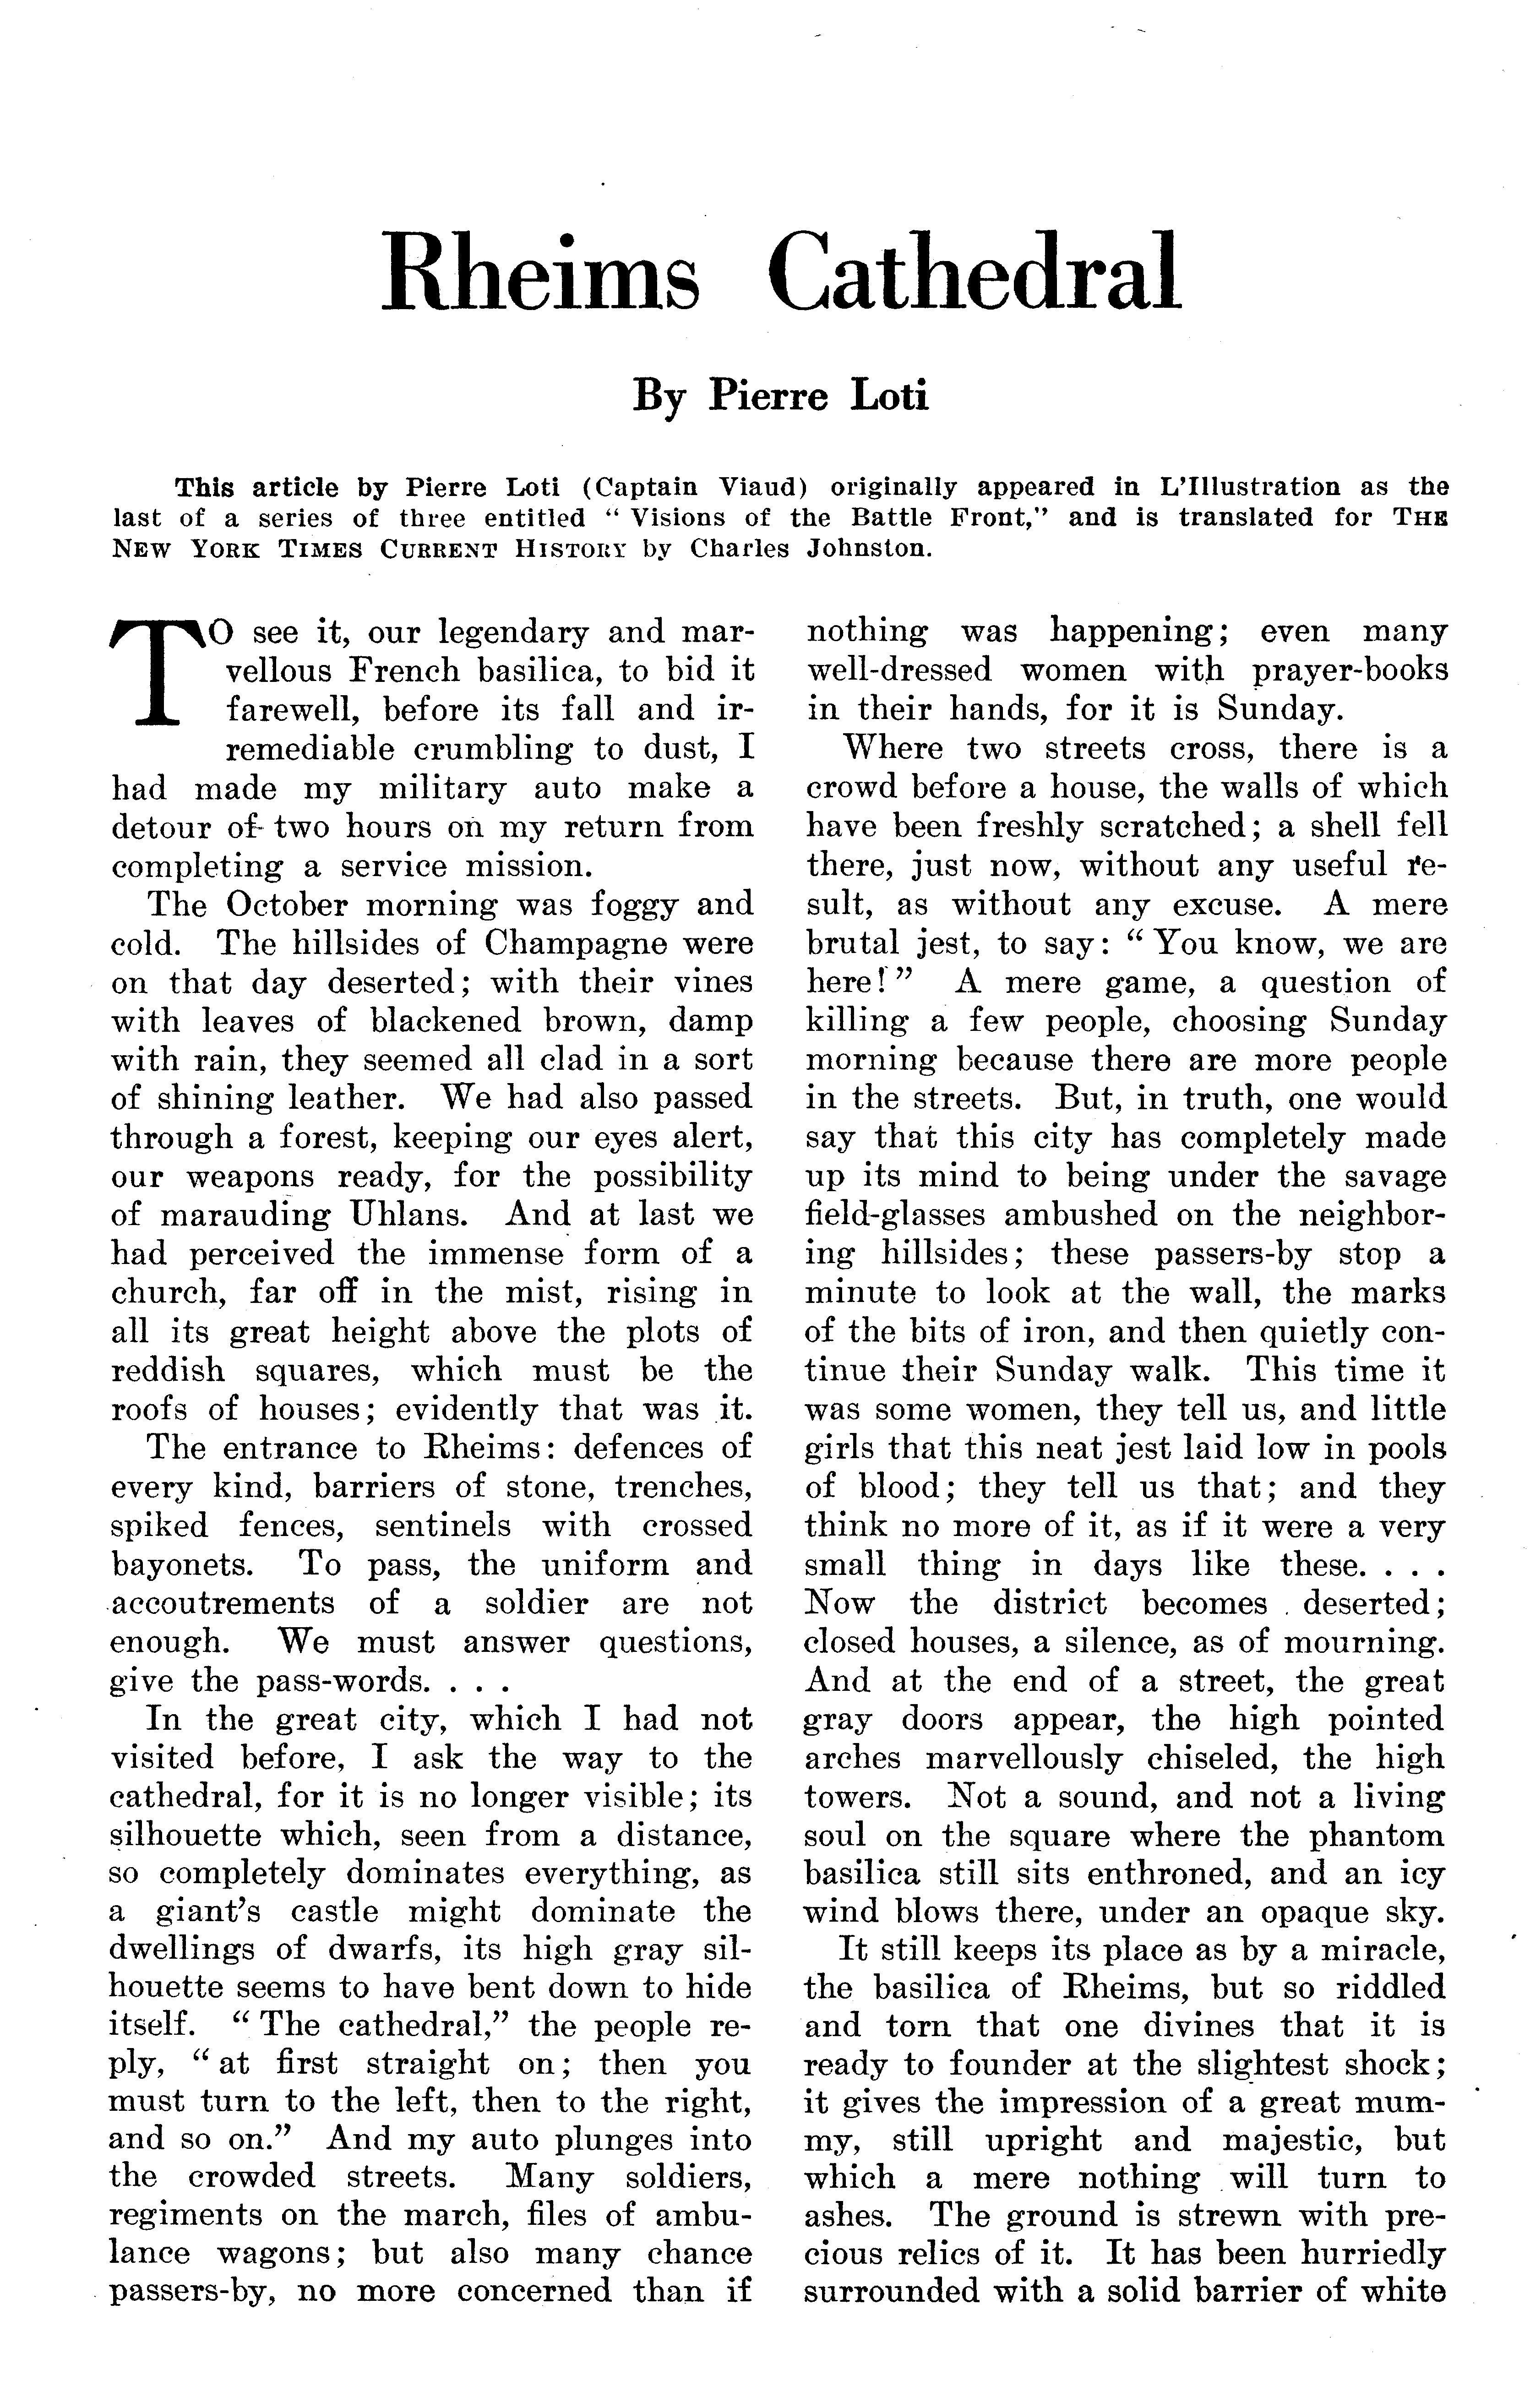 Rheims Cathedral
By Pierre Loti
This article by Pierre Loti (Captain Viaud) originally appeared in L'Illustration as the
last of a series of three entitled “ Visions of the Battle Front,” and is translated for THE
NEW YORK TIMES CURRENT HISTORY by Charles Johnston.
TO see it, our legendary and mar-
vellous French basilica, to bid it
farewell, before its fall and ir-
remediable crumbling to dust, I
had made my military auto make a
detour of two hours on my return from
completing a service mission.
The October morning was foggy and
cold. The hillsides of Champagne were
on that day deserted; with their vines
with leaves of blackened brown, damp
with rain, they seemed all clad in a sort
of shining leather. We had also passed
through a forest, keeping our eyes alert,
our weapons ready, for the possibility
of marauding Uhlans. And at last we
had perceived the immense form of a
church, far off in the mist, rising in
all its great height above the plots of
reddish squares, which must be the
roofs of houses; evidently that was it.
The entrance to Rheims: defences of
every kind, barriers of stone, trenches,
spiked fences, sentinels with crossed
bayonets. To pass, the uniform and
accoutrements of a soldier are not
enough. We must answer questions,
give the pass-words. . . .
In the great city, which I had not
visited before, I ask the way to the
cathedral, for it is no longer visible; its
silhouette which, seen from a distance,
so completely dominates everything, as
a giant's castle might dominate the
dwellings of dwarfs, its high gray sil-
houette seems to have bent down to hide
itself. “ The cathedral,” the people re-
ply, “ at first straight on; then you
must turn to the left, then to the right,
and so on.” And my auto plunges into
the crowded streets. Many soldiers,
regiments on the march, files of ambu-
lance wagons; but also many chance
passers-by, no more concerned than if
nothing was happening; even many
well-dressed women with prayer-books
in their hands, for it is Sunday.
Where two streets cross, there is a
crowd before a house, the walls of which
have been freshly scratched; a shell fell
there, just now, without any useful re-
sult, as without any excuse. A mere
brutal jest, to say: “ You know, we are
here! ” A mere game, a question of
killing a few people, choosing Sunday
morning because there are more people
in the streets. But, in truth, one would
say that this city has completely made
up its mind to being under the savage
field-glasses ambushed on the neighbor-
ing hillsides; these passers-by stop a
minute to look at the wall, the marks
of the bits of iron, and then quietly con-
tinue their Sunday walk. This time it
was some women, they tell us, and little
girls that this neat jest laid low in pools
of blood; they tell us that; and they
think no more of it, as if it were a very
small thing in days like these. . . .
Now the district becomes deserted;
closed houses, a silence, as of mourning.
And at the end of a street, the great
gray doors appear, the high pointed
arches marvellously chiseled, the high
towers. Not a sound, and not a living
soul on the square where the phantom
basilica still sits enthroned, and an icy
wind blows there, under an opaque sky.
It still keeps its place as by a miracle,
the basilica of Rheims, but so riddled
and torn that one divines that it is
ready to founder at the slightest shock;
it gives the impression of a great mum-
my, still upright and majestic, but
which a mere nothing will turn to
ashes. The ground is strewn with pre-
cious relics of it. It has been hurriedly
surrounded with a solid barrier of white